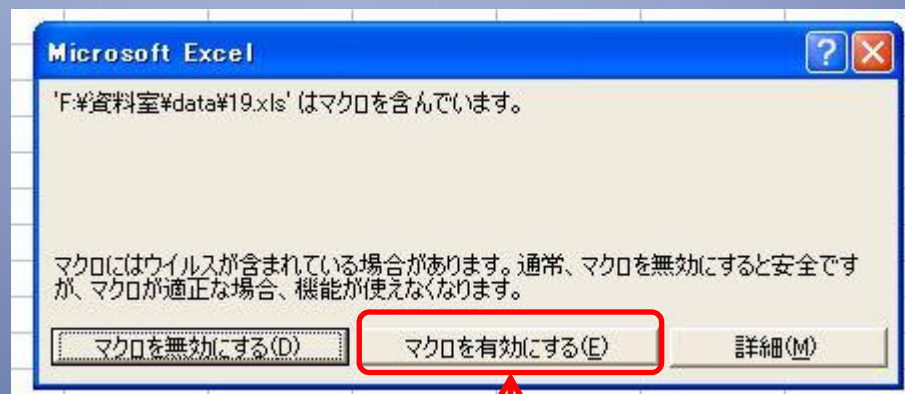 Microsoft Excel
'F:¥資料室¥data¥19.xls' はマクロを含んでいます。
マクロにはウイルスが含まれている場合があります。通常、マクロを無効にすると安全です
が、マクロが適正な場合、機能が使えなくなります。
マクロを無効にする(D) マクロを有効にする(E) 詳細(M)